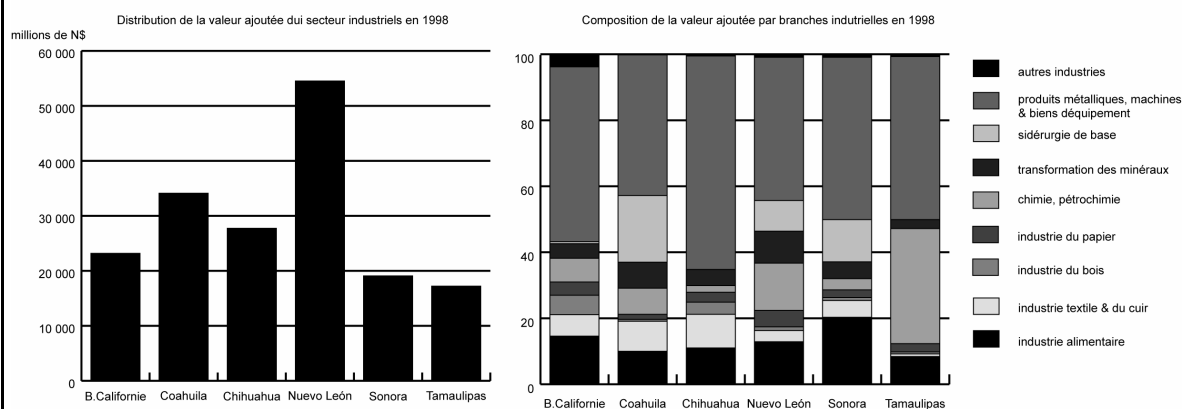 Distribution de la valeur ajoutée dui secteur industriels en 1998
millions de N$
60 000
50 000
40 000
30 000
20 000
10 000
0
B.Californie Coahuila Chihuahua Nuevo León Sonora Tamaulipas
Composition de la valeur ajoutée par branches indutrielles en 1998
100
80
60
40
20
0
B.Californie Coahuila Chihuahua Nuevo León Sonora Tamaulipas
autres industries
produits métalliques, machines
& biens déquipement
sidérurgie de base
transformation des minéraux
chimie, pétrochimie
industrie du papier
industrie du bois
industrie textile & du cuir
industrie alimentaire